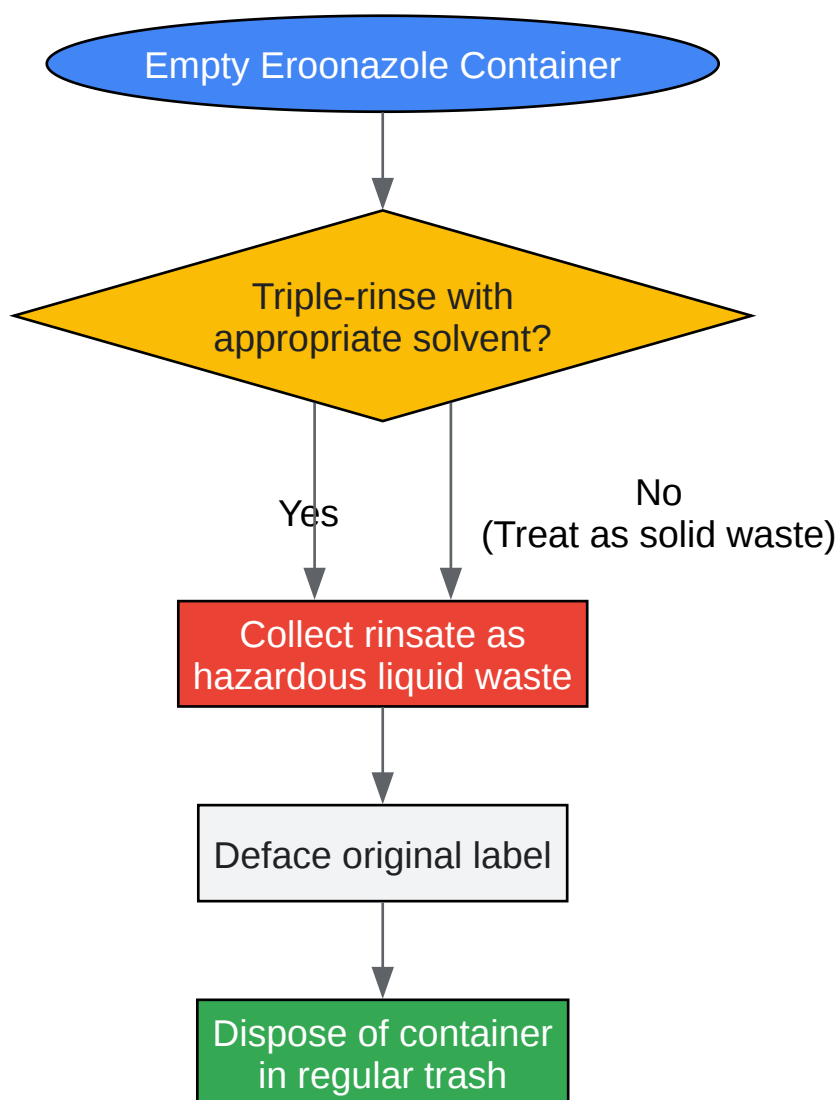 Empty Eroonazole Container
Triple-rinse with
appropriate solvent?
Yes
No
(Treat as solid waste)
Collect rinsate as
hazardous liquid waste
Deface original label
Dispose of container
in regular trash